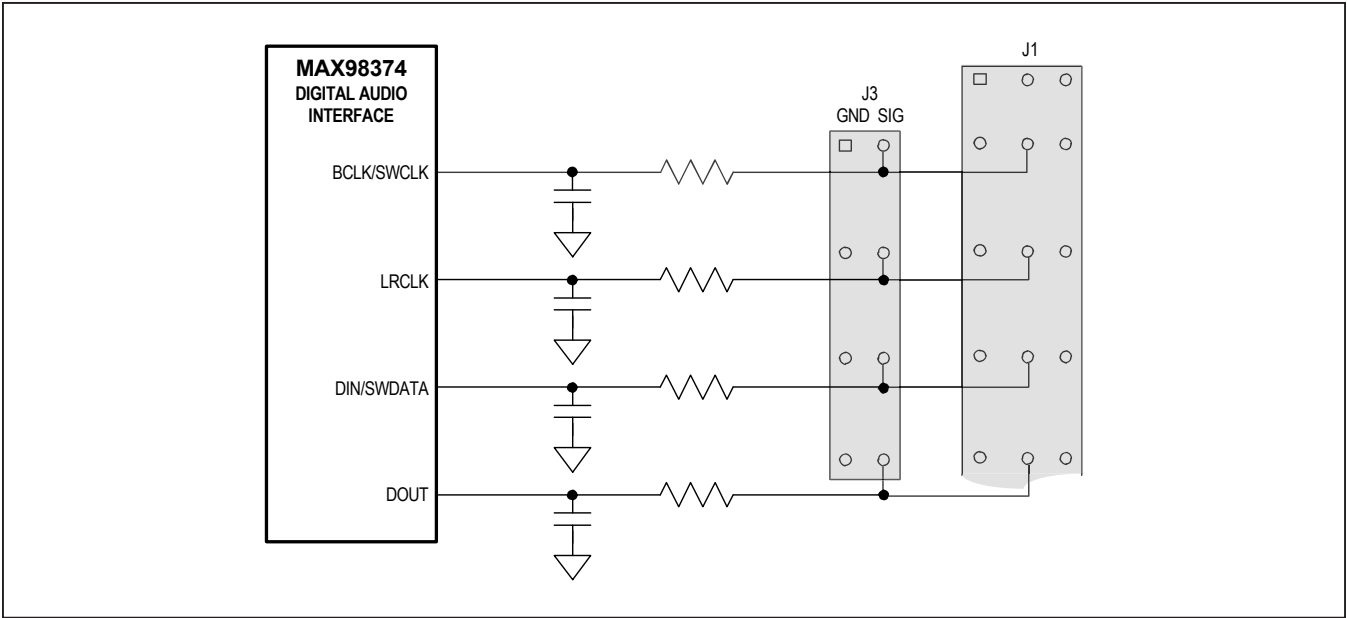 MAX98374
DIGITAL AUDIO
INTERFACE
BCLK/SWCLK
LRCLK
DIN/SWDATA
DOUT
J3
GND SIG
J1